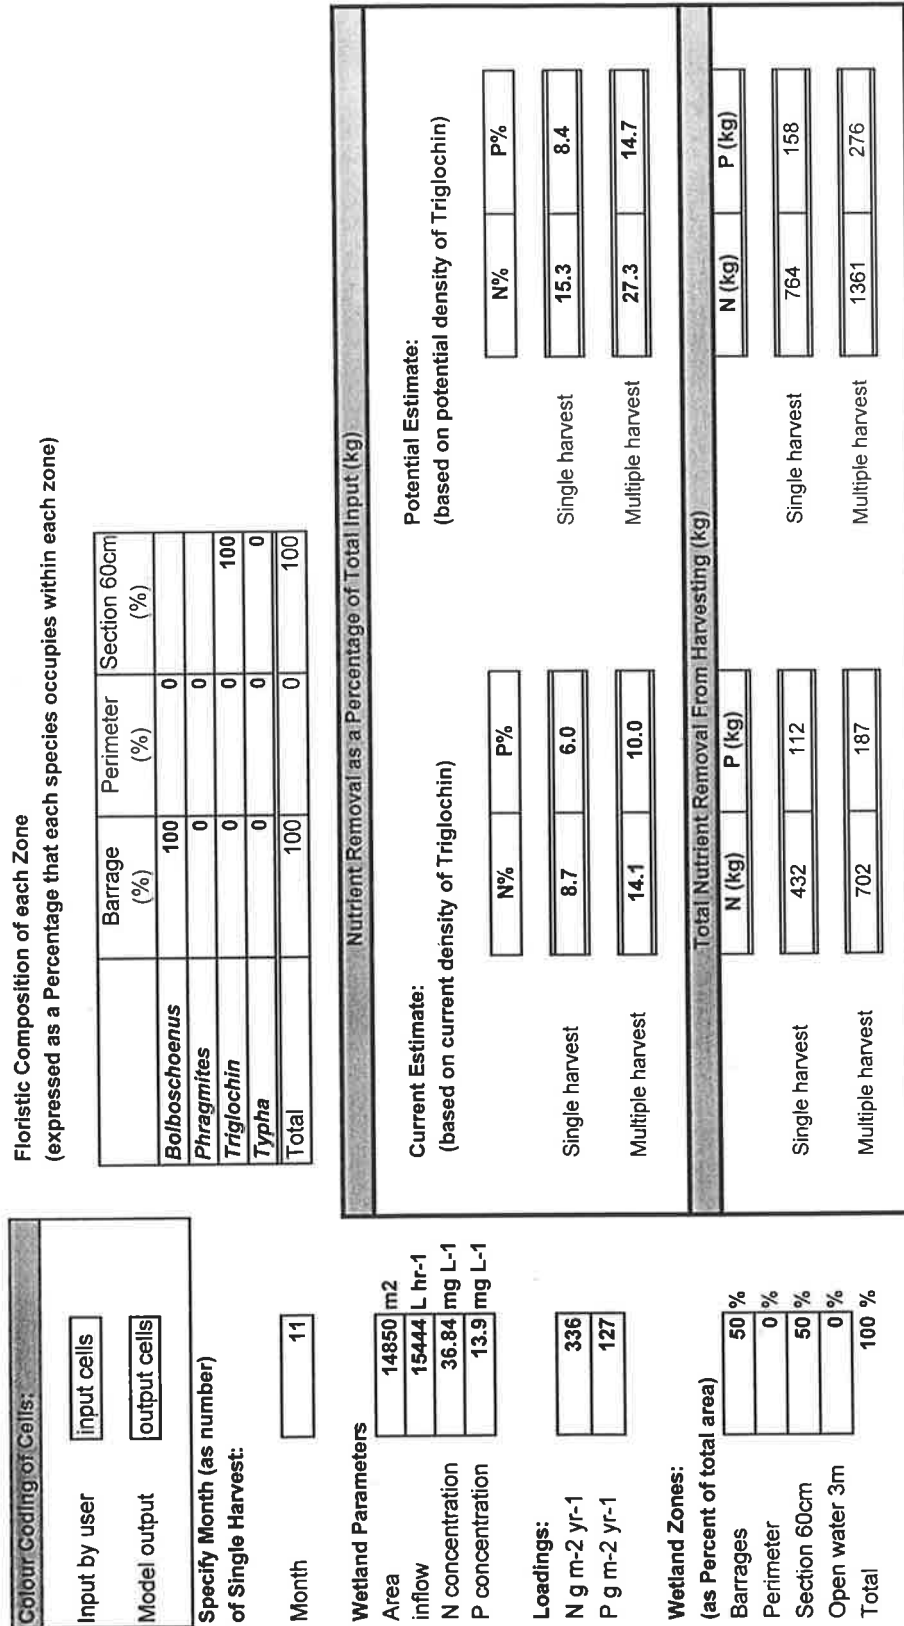 Colour Coding of Cells:
Input by user input cells
Model output output cells
Specify Month (as number)
of Single Harvest:
Month 11
Wetland Parameters
Area 14850 m2
inflow 15444 L hr-1
N concentration 36.84 mg L-1
P concentration 13.9 mg L-1
Loadings:
N g m-2 yr-1 336
P g m-2 yr-1 127
Wetland Zones:
(as Percent of total area)
Barrages 50 %
Perimeter 0 %
Section 60cm 50 %
Open water 3m 0 %
Total 100 %
Floristic Composition of each Zone
(expressed as a Percentage that each species occupies within each zone)
Barrage Perimeter Section 60cm
(%) (%) (%)
Bolboschoenus 100 0
Phragmites 0 0
Triglochin 0 0 100
Typha 0 0 0
Total 100 0 100
Nutrient Removal as a Percentage of Total Input (kg)
Current Estimate:
(based on current density of Triglochin)
N% P%
Single harvest 8.7 6.0
Multiple harvest 14.1 10.0
Potential Estimate:
(based on potential density of Triglochin)
N% P%
Single harvest 15.3 8.4
Multiple harvest 27.3 14.7
Total Nutrient Removal From Harvesting (kg)
N (kg) P (kg)
Single harvest 432 112
Multiple harvest 702 187
N (kg) P (kg)
Single harvest 764 158
Multiple harvest 1361 276